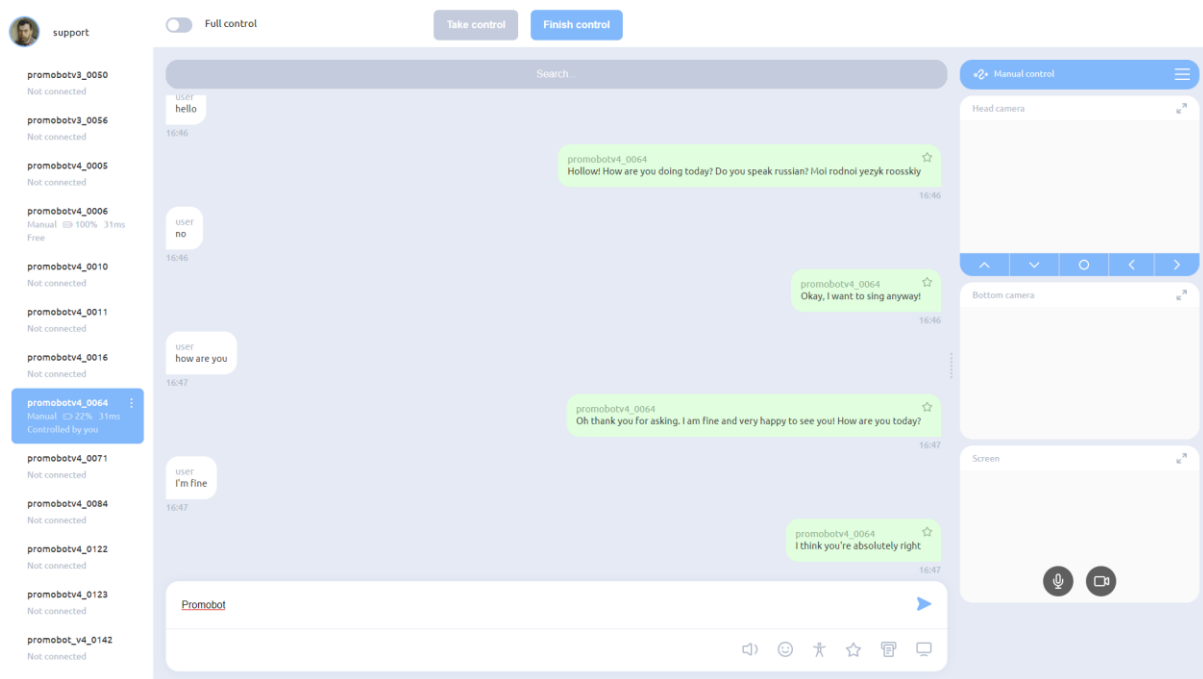 support
Full control
Take control
Finish control
promobotv3_0050
Not connected
promobotv3_0056
Not connected
promobotv4_0005
Not connected
promobotv4_0006
Manual 100% 31ms
Free
promobotv4_0010
Not connected
promobotv4_0011
Not connected
promobotv4_0016
Not connected
promobotv4_0064
Manual 22% 31ms
Controlled by you
promobotv4_0071
Not connected
promobotv4_0084
Not connected
promobotv4_0122
Not connected
promobotv4_0123
Not connected
promobot_v4_0142
Not connected
Search...
user
hello
16:46
promobotv4_0064
Hollow! How are you doing today? Do you speak russian? Moi rodnoi yezyk roosskiy
16:46
user
no
16:46
promobotv4_0064
Okay, I want to sing anyway!
16:46
user
how are you
16:47
promobotv4_0064
Oh thank you for asking. I am fine and very happy to see you! How are you today?
16:47
user
I'm fine
16:47
promobotv4_0064
I think you're absolutely right
16:47
Promobot
Manual control
Head camera
Bottom camera
Screen